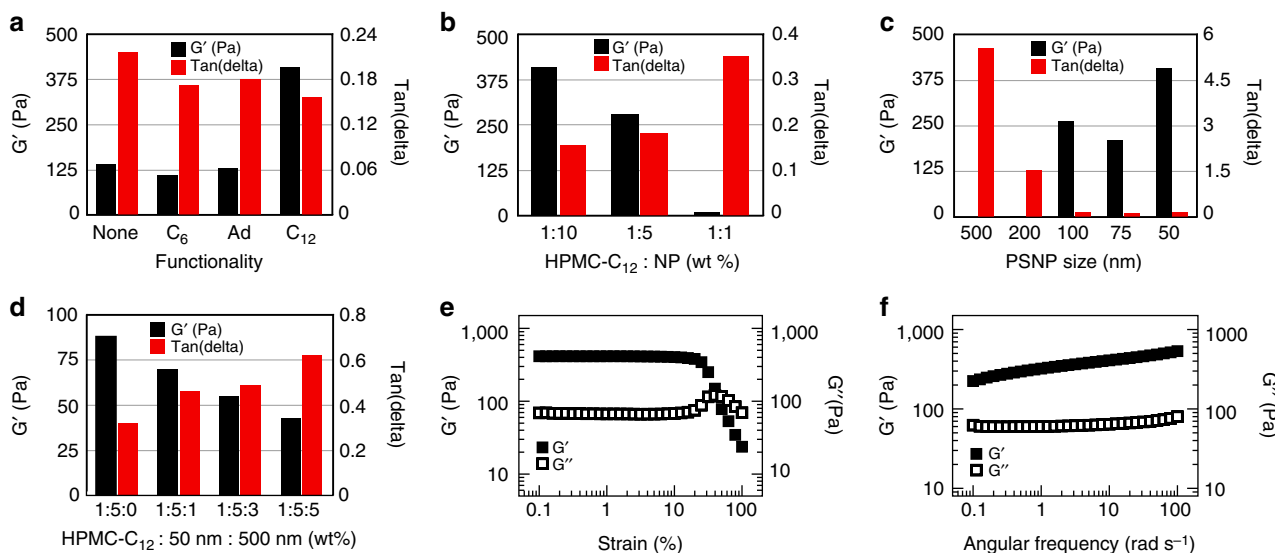 a
500
375
250
125
0
G′ (Pa)
G′ (Pa)
Tan(delta)
0.24
0.18
0.12
0.06
0
Tan(delta)
None C₆ Ad C₁₂
Functionality
b
500
375
250
125
0
G′ (Pa)
G′ (Pa)
Tan(delta)
0.4
0.3
0.2
0.1
0
Tan(delta)
1:10 1:5 1:1
HPMC-C₁₂ : NP (wt %)
c
500
375
250
125
0
G′ (Pa)
G′ (Pa)
Tan(delta)
6
4.5
3
1.5
0
Tan(delta)
500 200 100 75 50
PSNP size (nm)
d
100
75
50
25
0
G′ (Pa)
G′ (Pa)
Tan(delta)
0.8
0.6
0.4
0.2
0
Tan(delta)
1:5:0 1:5:1 1:5:3 1:5:5
HPMC-C₁₂ : 50 nm : 500 nm (wt%)
e
1,000
100
10
G′ (Pa)
G′
G′′
1,000
100
10
G′′(Pa)
0.1 1 10 100
Strain (%)
f
1,000
100
10
G′ (Pa)
G′
G′′
1000
100
10
G′′ (Pa)
0.1 1 10 100
Angular frequency (rad s⁻¹)